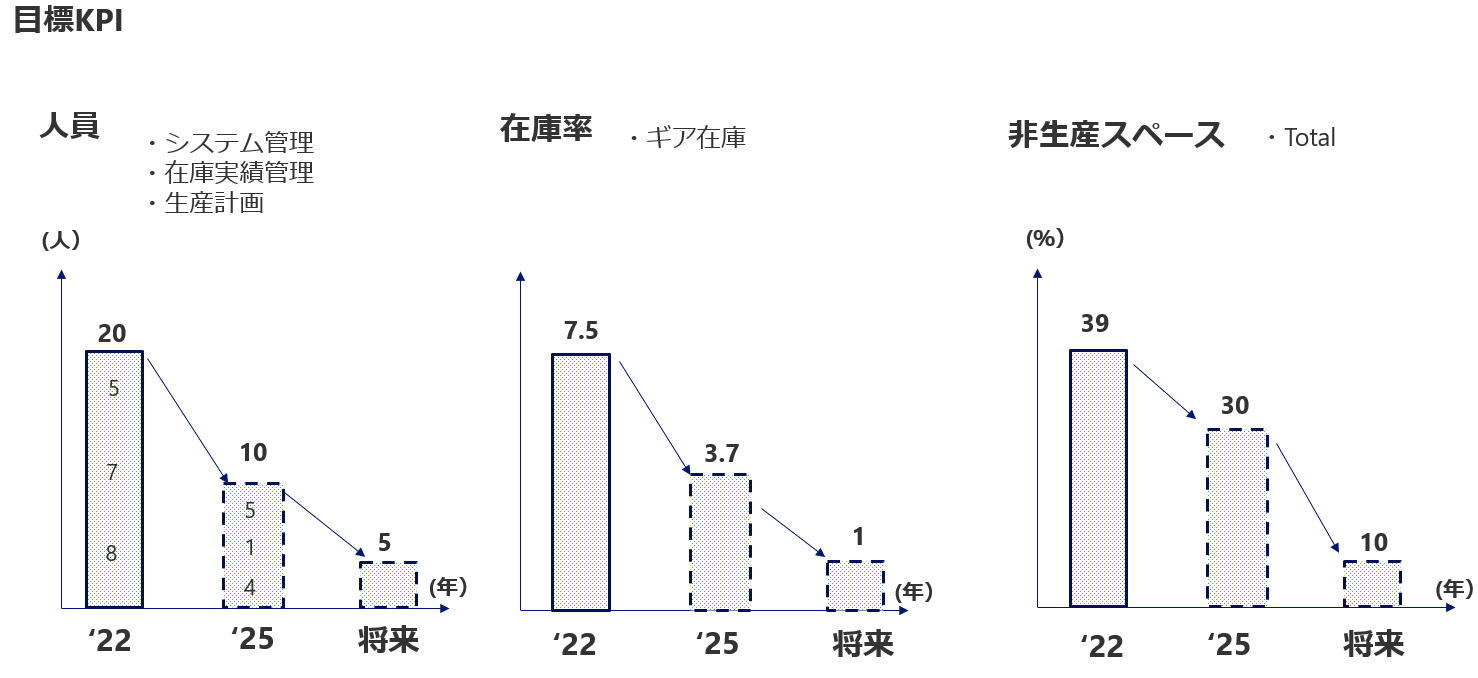 目標KPI
人員
・システム管理
・在庫実績管理
・生産計画
(人)
20
5
7
8
10
5
1
4
5
(年)
‘22
‘25
将来
在庫率
・ギア在庫
7.5
3.7
1
(年)
‘22
‘25
将来
非生産スペース
・Total
(%)
39
30
10
(年)
‘22
‘25
将来